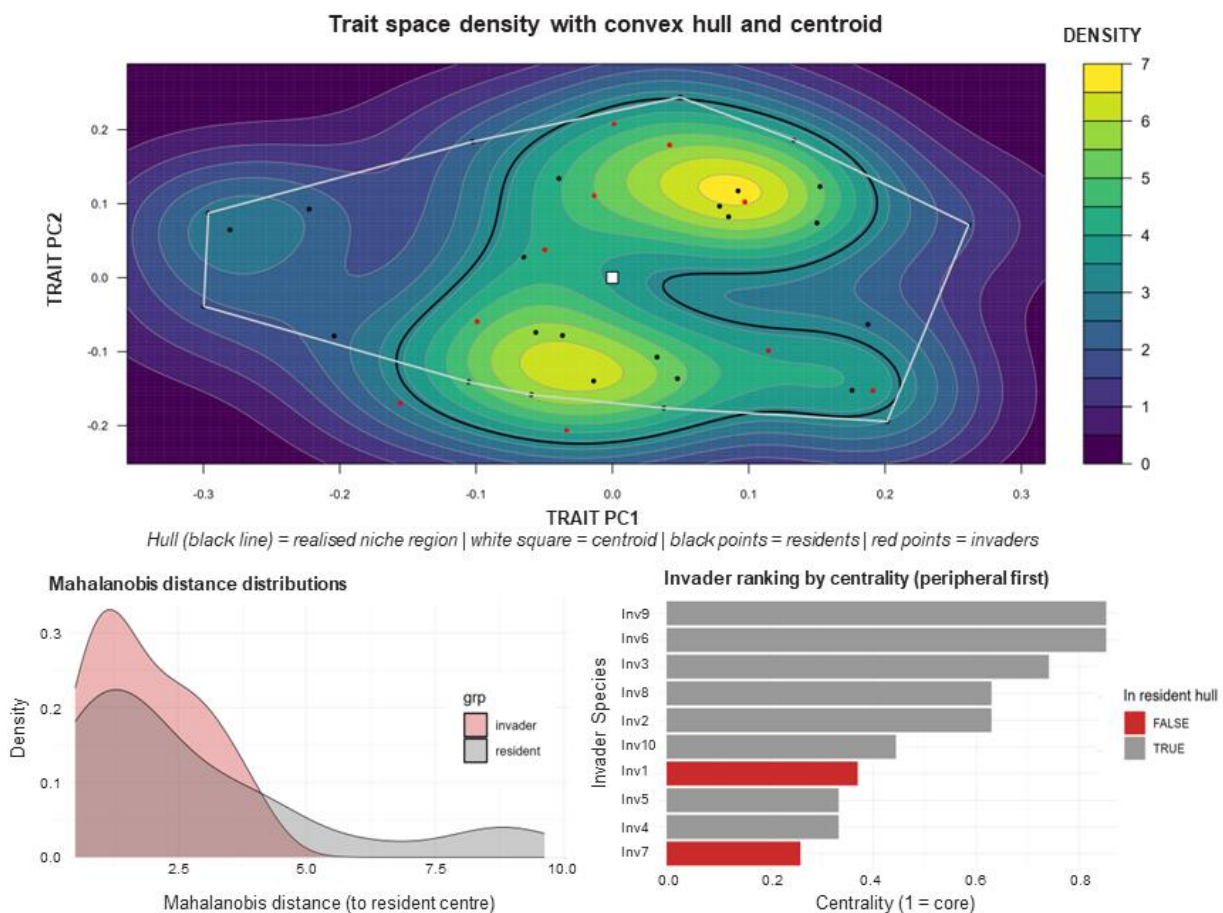 Trait space density with convex hull and centroid
DENSITY
7
6
5
4
3
2
1
0
TRAIT PC2
0.2
0.1
0.0
-0.1
-0.2
-0.3
-0.2
-0.1
0.0
0.1
0.2
0.3
TRAIT PC1
Hull (black line) = realised niche region | white square = centroid | black points = residents | red points = invaders
Mahalanobis distance distributions
Density
0.3
0.2
0.1
0.0
2.5
5.0
7.5
10.0
Mahalanobis distance (to resident centre)
grp
invader
resident
Invader ranking by centrality (peripheral first)
Invader Species
Inv9
Inv6
Inv3
Inv8
Inv2
Inv10
Inv1
Inv5
Inv4
Inv7
0.0
0.2
0.4
0.6
0.8
Centrality (1 = core)
In resident hull
FALSE
TRUE